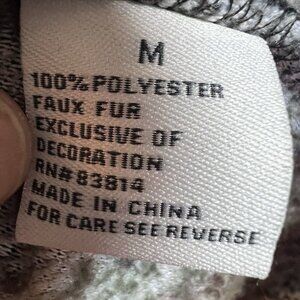 M
100% POLYESTER
FAUX FUR
EXCLUSIVE OF
DECORATION
RN# 83814
MADE IN CHINA
FOR CARE SEE REVERSE